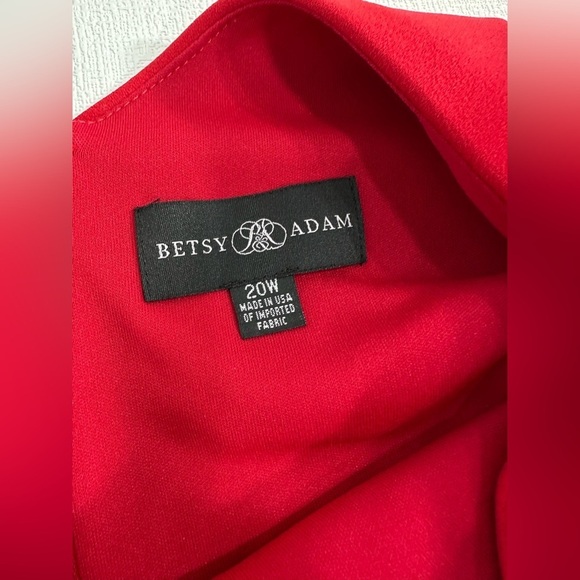 BETSY ADAM
20W
MADE IN USA
OF IMPORTED
FABRIC